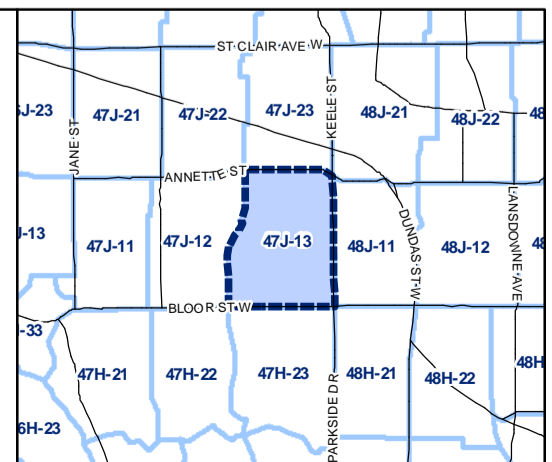 ST CLAIR AVE W
5J-23
47J-21
47J-22
47J-23
KEELE ST
48J-21
48J-22
48
JANE ST
ANNETTE ST
J-13
47J-11
47J-12
47J-13
48J-11
DUNDAS ST W
48J-12
LANSDOWNE AVE
48
BLOOR ST W
-33
47H-21
47H-22
47H-23
PARKSIDE DR
48H-21
48H-22
48H
6H-23